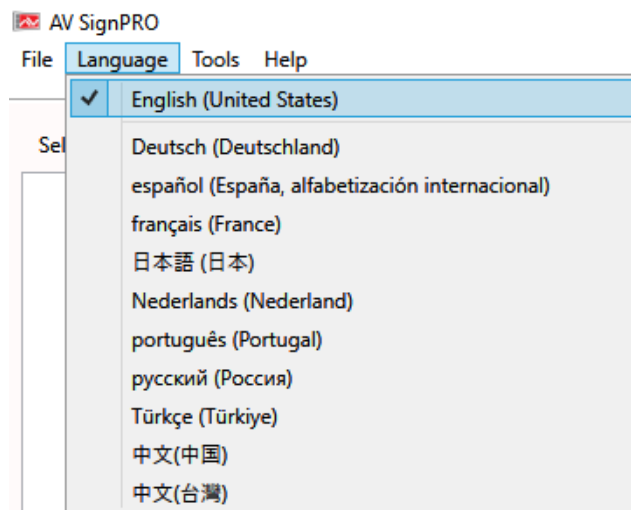 AV SignPRO
File Language Tools Help
English (United States)
Sel
Deutsch (Deutschland)
español (España, alfabetización internacional)
français (France)
日本語 (日本)
Nederlands (Nederland)
português (Portugal)
русский (Россия)
Türkçe (Türkiye)
中文(中国)
中文(台灣)